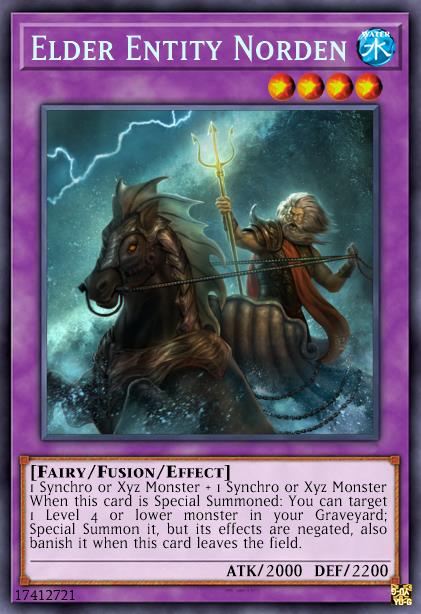 Elder Entity Norden
WATER
水
[Fairy/Fusion/Effect]
1 Synchro or Xyz Monster + 1 Synchro or Xyz Monster
When this card is Special Summoned: You can target
1 Level 4 or lower monster in your Graveyard;
Special Summon it, but its effects are negated, also
banish it when this card leaves the field.
ATK/2000 DEF/2200
17412721